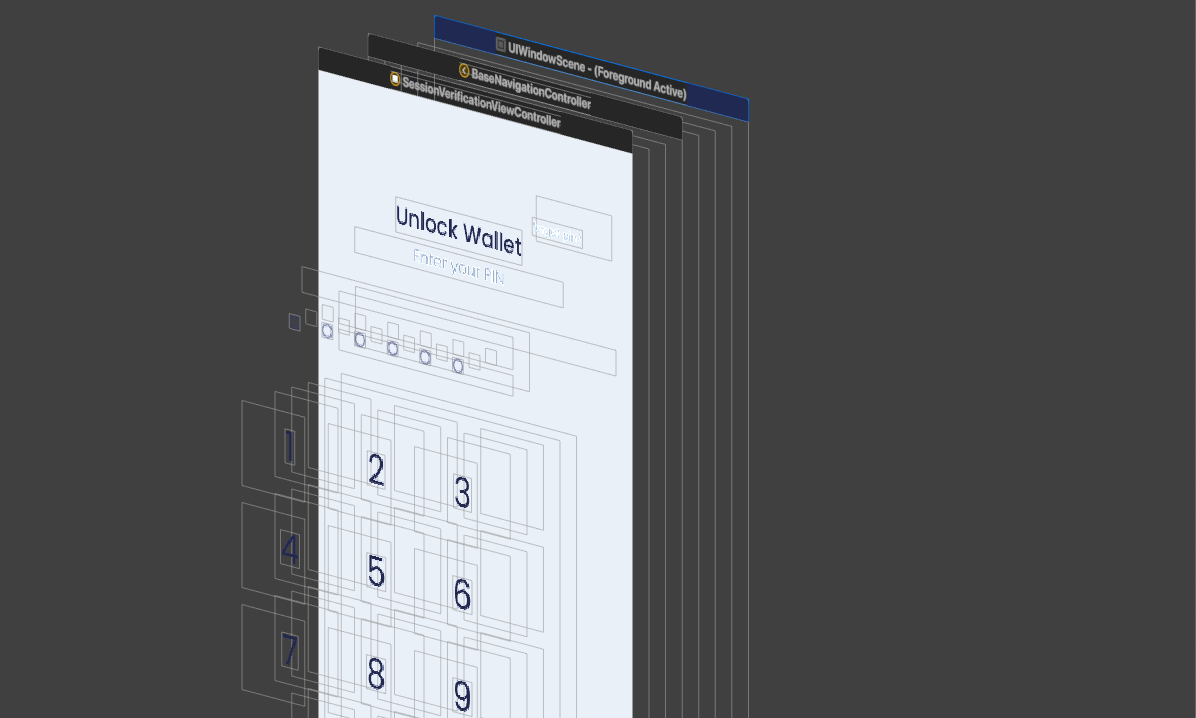 UIWindowScene - (Foreground Active)
BaseNavigationController
SessionVerificationViewController
Unlock Wallet
Enter your PIN
1
2
3
4
5
6
7
8
9